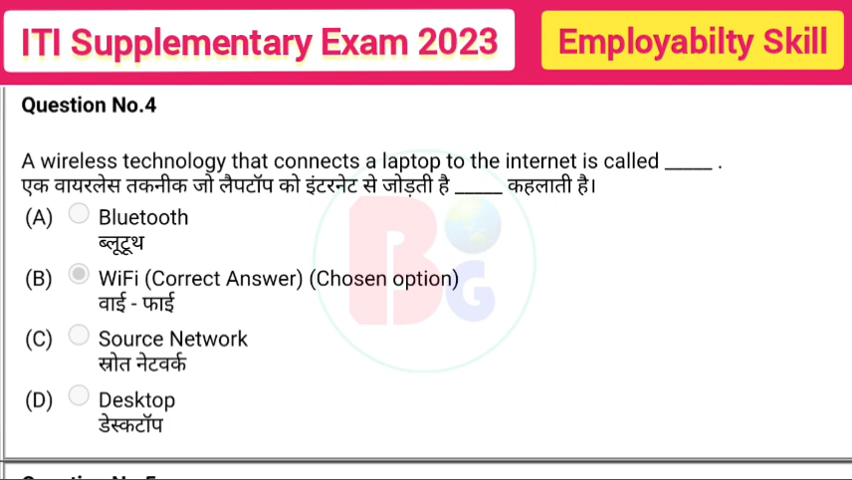 ITI Supplementary Exam 2023
Employabilty Skill
Question No.4
A wireless technology that connects a laptop to the internet is called _____ .
एक वायरलेस तकनीक जो लैपटॉप को इंटरनेट से जोड़ती है _____ कहलाती है।
(A) Bluetooth
ब्लूटूथ
(B) WiFi (Correct Answer) (Chosen option)
वाई - फाई
(C) Source Network
स्रोत नेटवर्क
(D) Desktop
डेस्कटॉप
B G